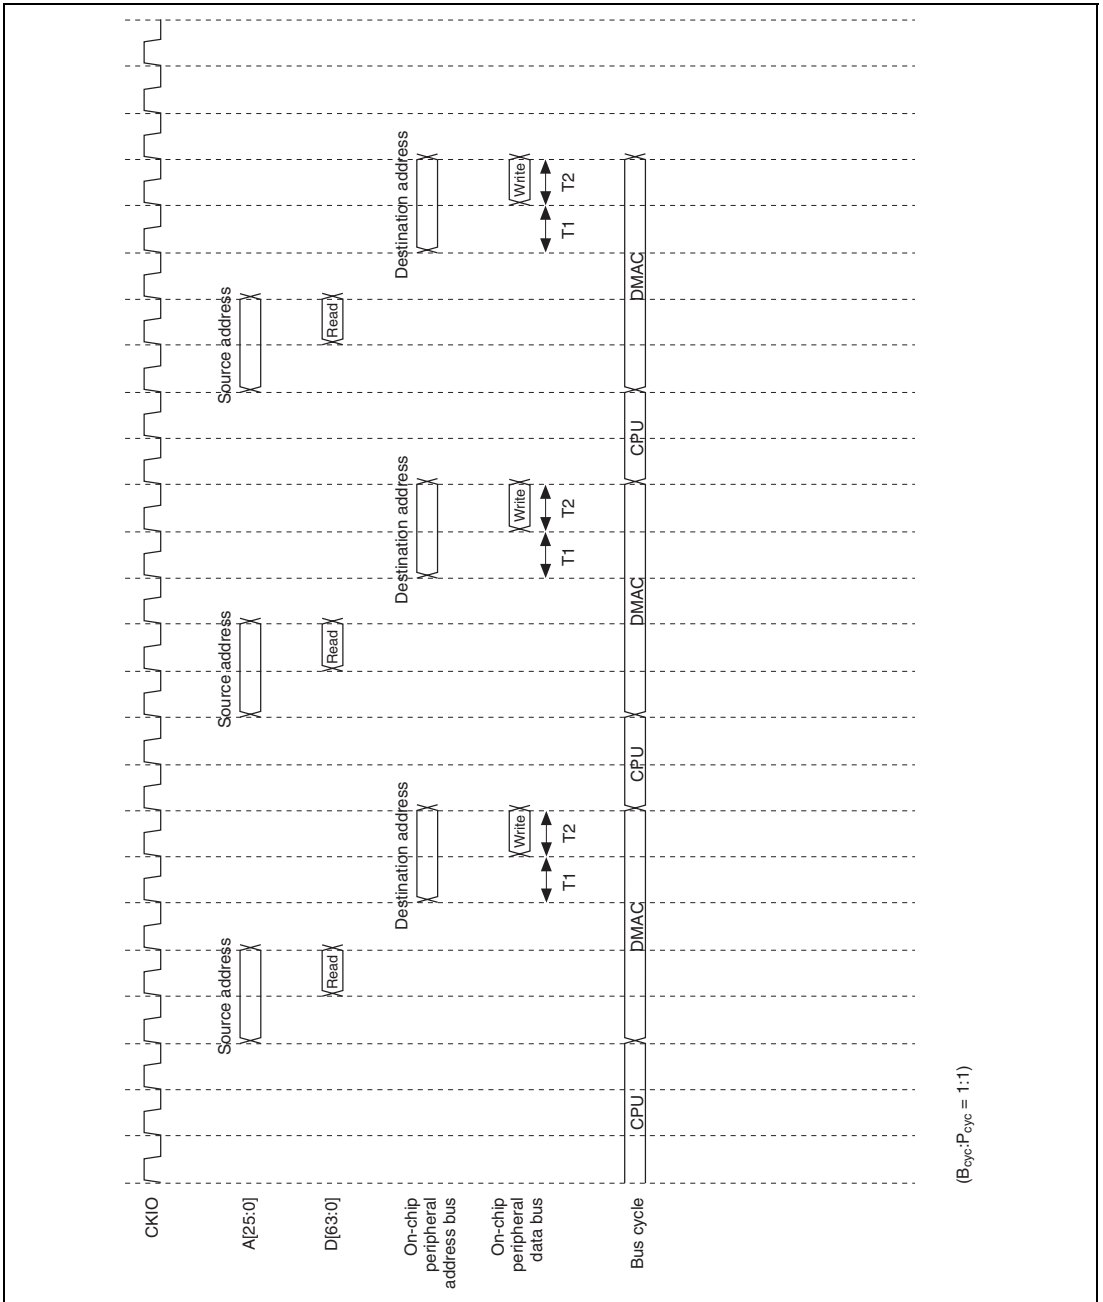 CKIO
A[25:0]
Source address
Source address
Source address
D[63:0]
Read
Read
Read
On-chip
peripheral
address bus
Destination address
Destination address
Destination address
On-chip
peripheral
data bus
Write
Write
Write
T1
T2
T1
T2
T1
T2
Bus cycle
CPU
DMAC
CPU
DMAC
CPU
DMAC
(Bcyc:Pcyc = 1:1)